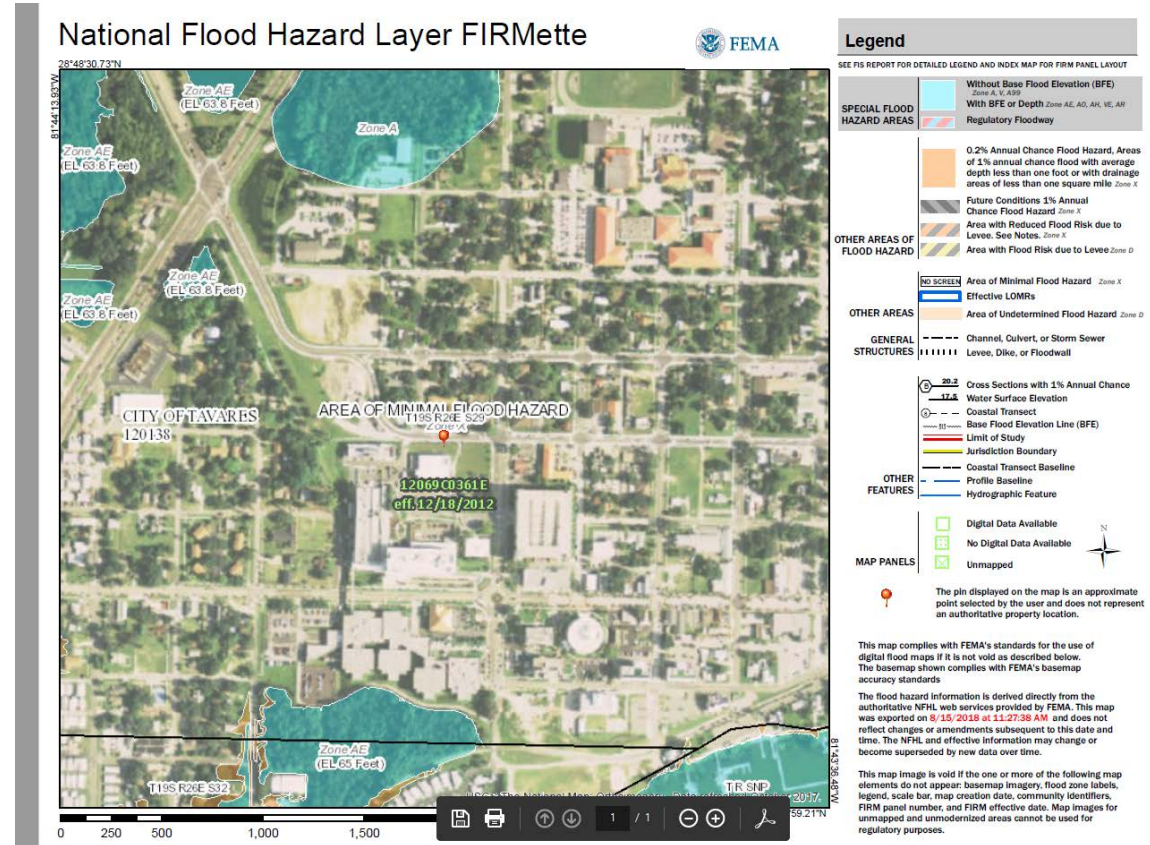 National Flood Hazard Layer FIRMette
FEMA
28°48'30.73"N
81°44'13.93"W
Zone AE
(EL 63.8 Feet)
Zone A
Zone AE
(EL 63.8 Feet)
Zone AE
(EL 63.8 Feet)
Zone AE
(EL 63.8 Feet)
CITY OF TAVARES
120138
AREA OF MINIMAL FLOOD HAZARD
T19S R26E S29
Zone X
12069C0361E
eff. 12/18/2012
Zone AE
(EL 65 Feet)
T19S R26E S32
81°43'36.48"W
59.21"N
0 250 500 1,000 1,500
1 / 1
Legend
SEE FIS REPORT FOR DETAILED LEGEND AND INDEX MAP FOR FIRM PANEL LAYOUT
SPECIAL FLOOD
HAZARD AREAS
Without Base Flood Elevation (BFE)
Zone A, V, A99
With BFE or Depth Zone AE, AO, AH, VE, AR
Regulatory Floodway
0.2% Annual Chance Flood Hazard, Areas
of 1% annual chance flood with average
depth less than one foot or with drainage
areas of less than one square mile Zone X
Future Conditions 1% Annual
Chance Flood Hazard Zone X
Area with Reduced Flood Risk due to
Levee. See Notes. Zone X
Area with Flood Risk due to Levee Zone D
OTHER AREAS OF
FLOOD HAZARD
NO SCREEN Area of Minimal Flood Hazard Zone X
Effective LOMRs
Area of Undetermined Flood Hazard Zone D
OTHER AREAS
GENERAL
STRUCTURES
Channel, Culvert, or Storm Sewer
Levee, Dike, or Floodwall
B 20.2 Cross Sections with 1% Annual Chance
17.5 Water Surface Elevation
8 Coastal Transect
513 Base Flood Elevation Line (BFE)
Limit of Study
Jurisdiction Boundary
Coastal Transect Baseline
Profile Baseline
Hydrographic Feature
OTHER
FEATURES
Digital Data Available
No Digital Data Available
Unmapped
MAP PANELS
N
The pin displayed on the map is an approximate
point selected by the user and does not represent
an authoritative property location.
This map complies with FEMA's standards for the use of
digital flood maps if it is not void as described below.
The basemap shown complies with FEMA's basemap
accuracy standards
The flood hazard information is derived directly from the
authoritative NFHL web services provided by FEMA. This map
was exported on 8/15/2018 at 11:27:38 AM and does not
reflect changes or amendments subsequent to this date and
time. The NFHL and effective information may change or
become superseded by new data over time.
This map image is void if the one or more of the following map
elements do not appear: basemap imagery, flood zone labels,
legend, scale bar, map creation date, community identifiers,
FIRM panel number, and FIRM effective date. Map images for
unmapped and unmodernized areas cannot be used for
regulatory purposes.